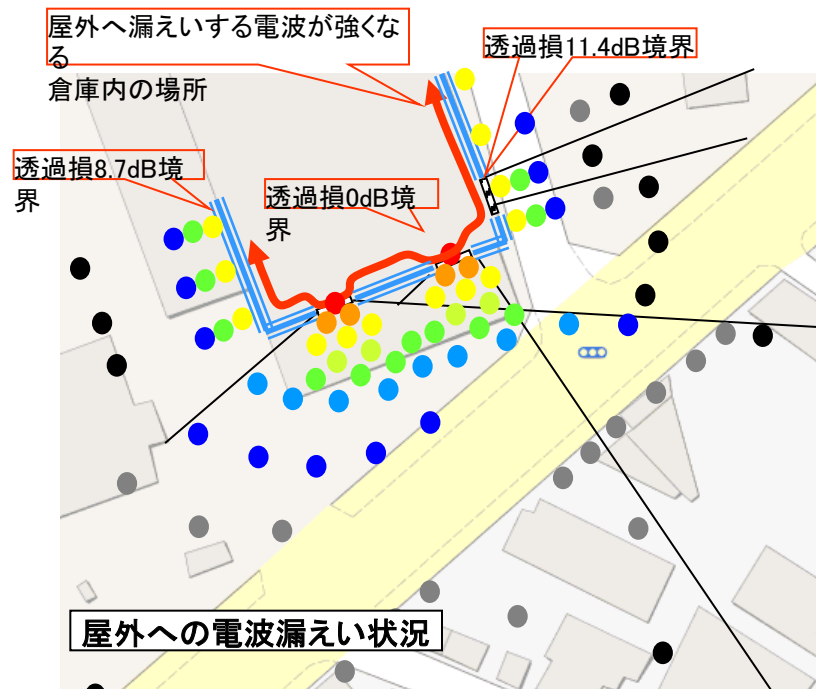 屋外へ漏えいする電波が強くな
る
倉庫内の場所
透過損11.4dB境界
透過損8.7dB境
界
透過損0dB境
界
屋外への電波漏えい状況